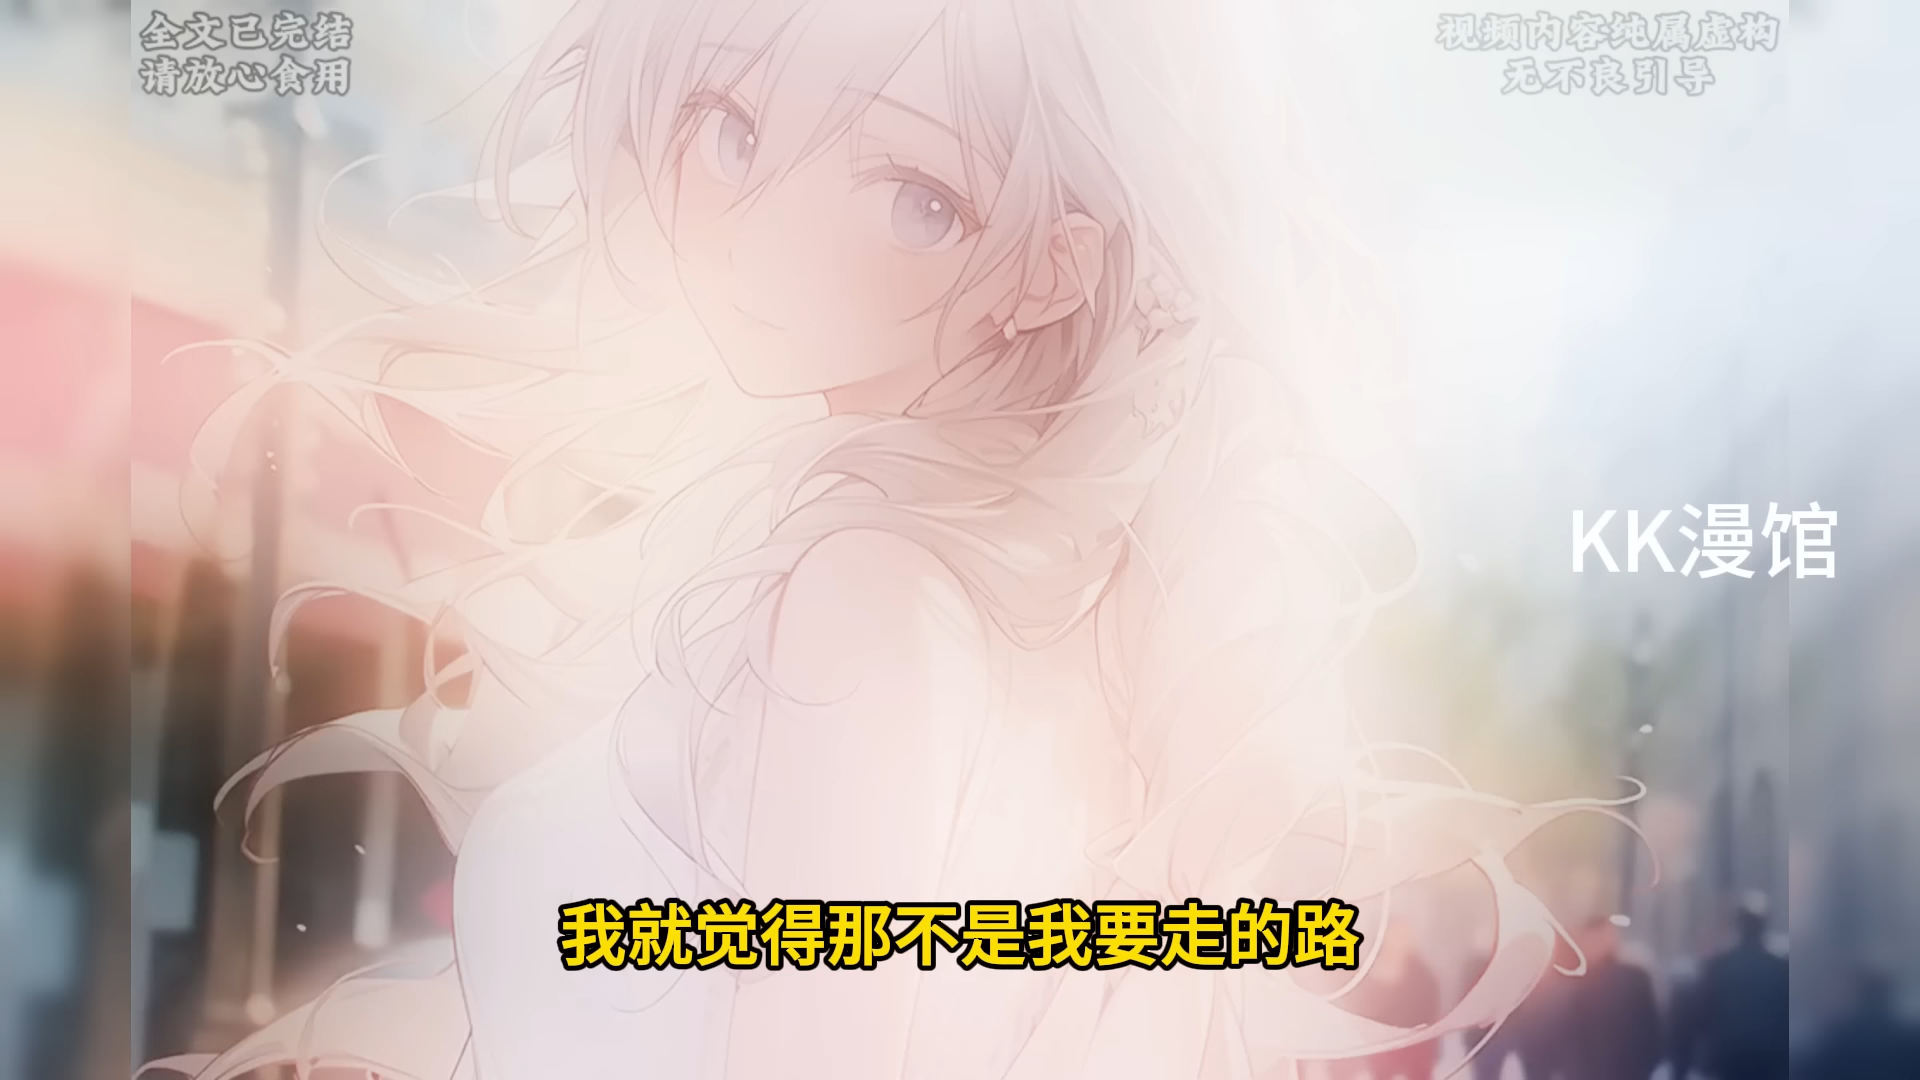 全文已完结
请放心食用
视频内容纯属虚构
无不良引导
KK漫馆
我就觉得那不是我要走的路